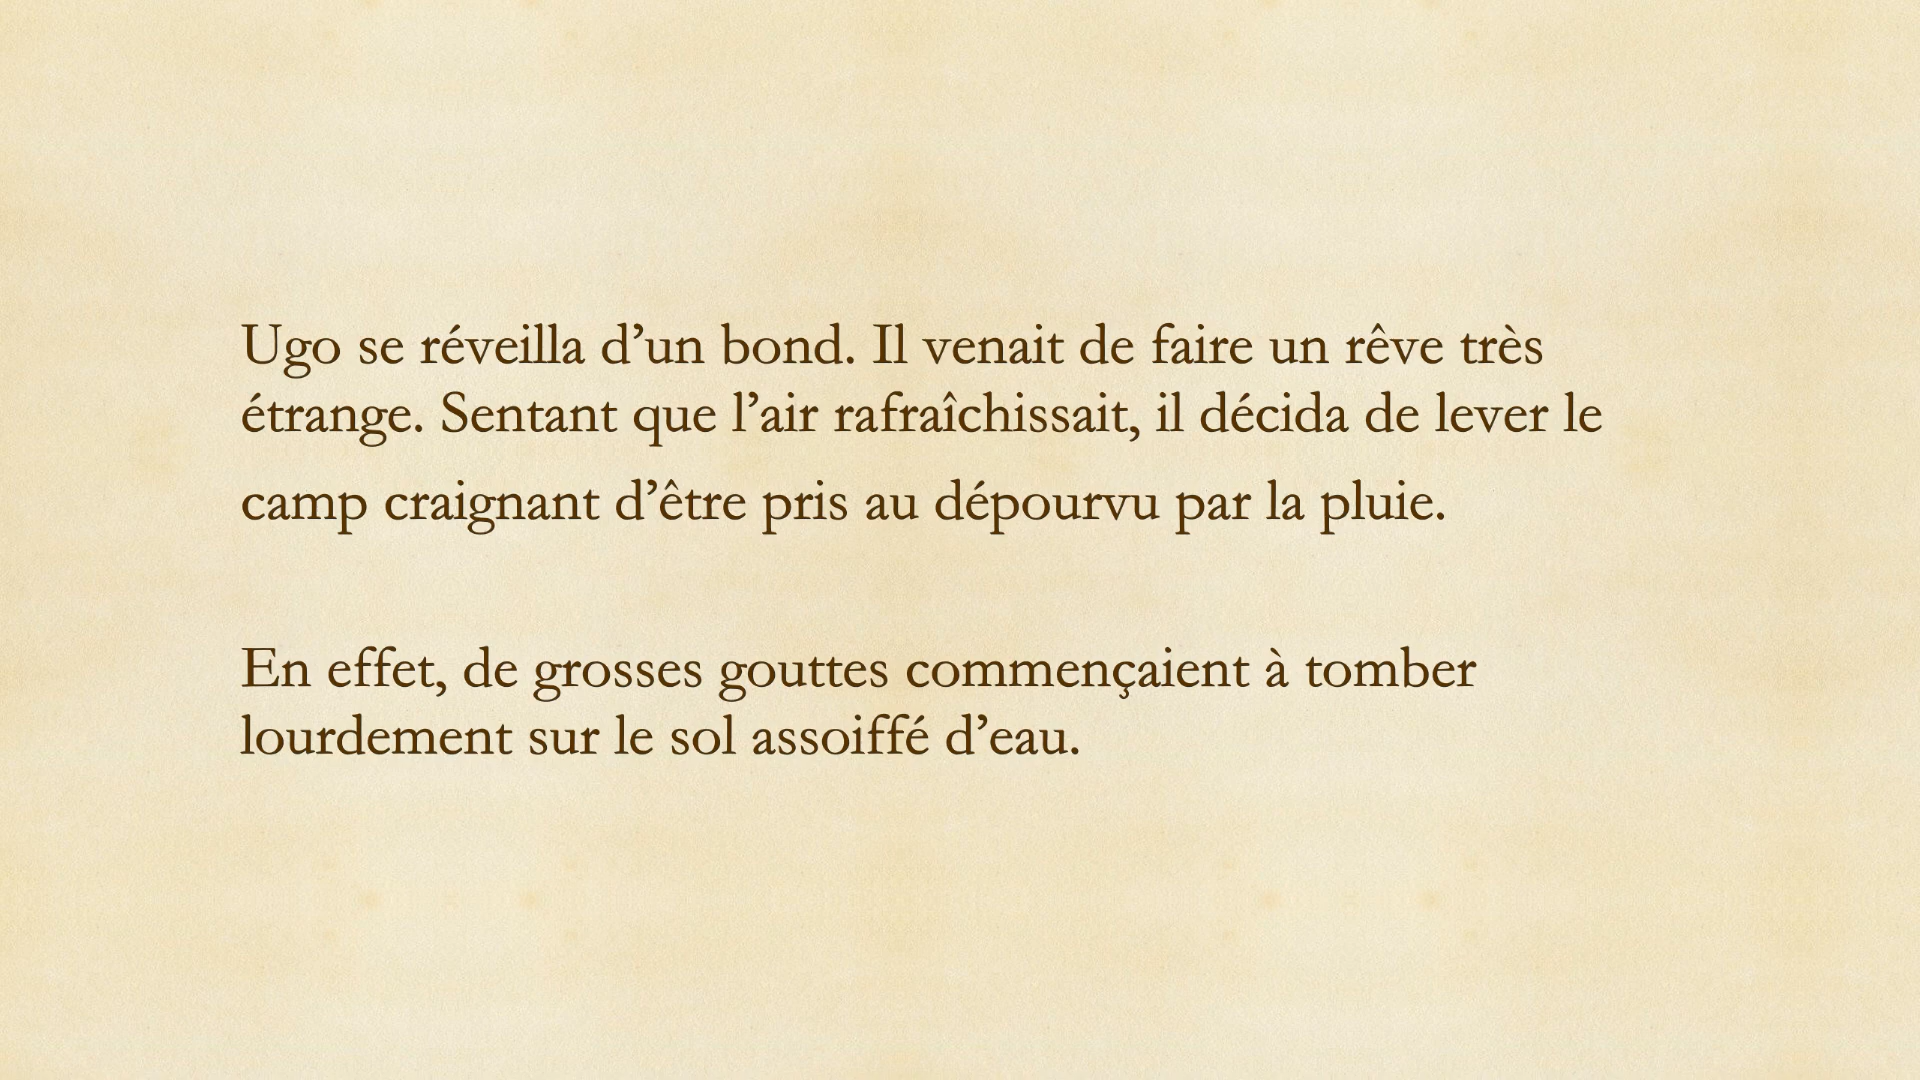 Ugo se réveilla d’un bond. Il venait de faire un rêve très
étrange. Sentant que l’air rafraîchissait, il décida de lever le
camp craignant d’être pris au dépourvu par la pluie.
En effet, de grosses gouttes commençaient à tomber
lourdement sur le sol assoiffé d’eau.